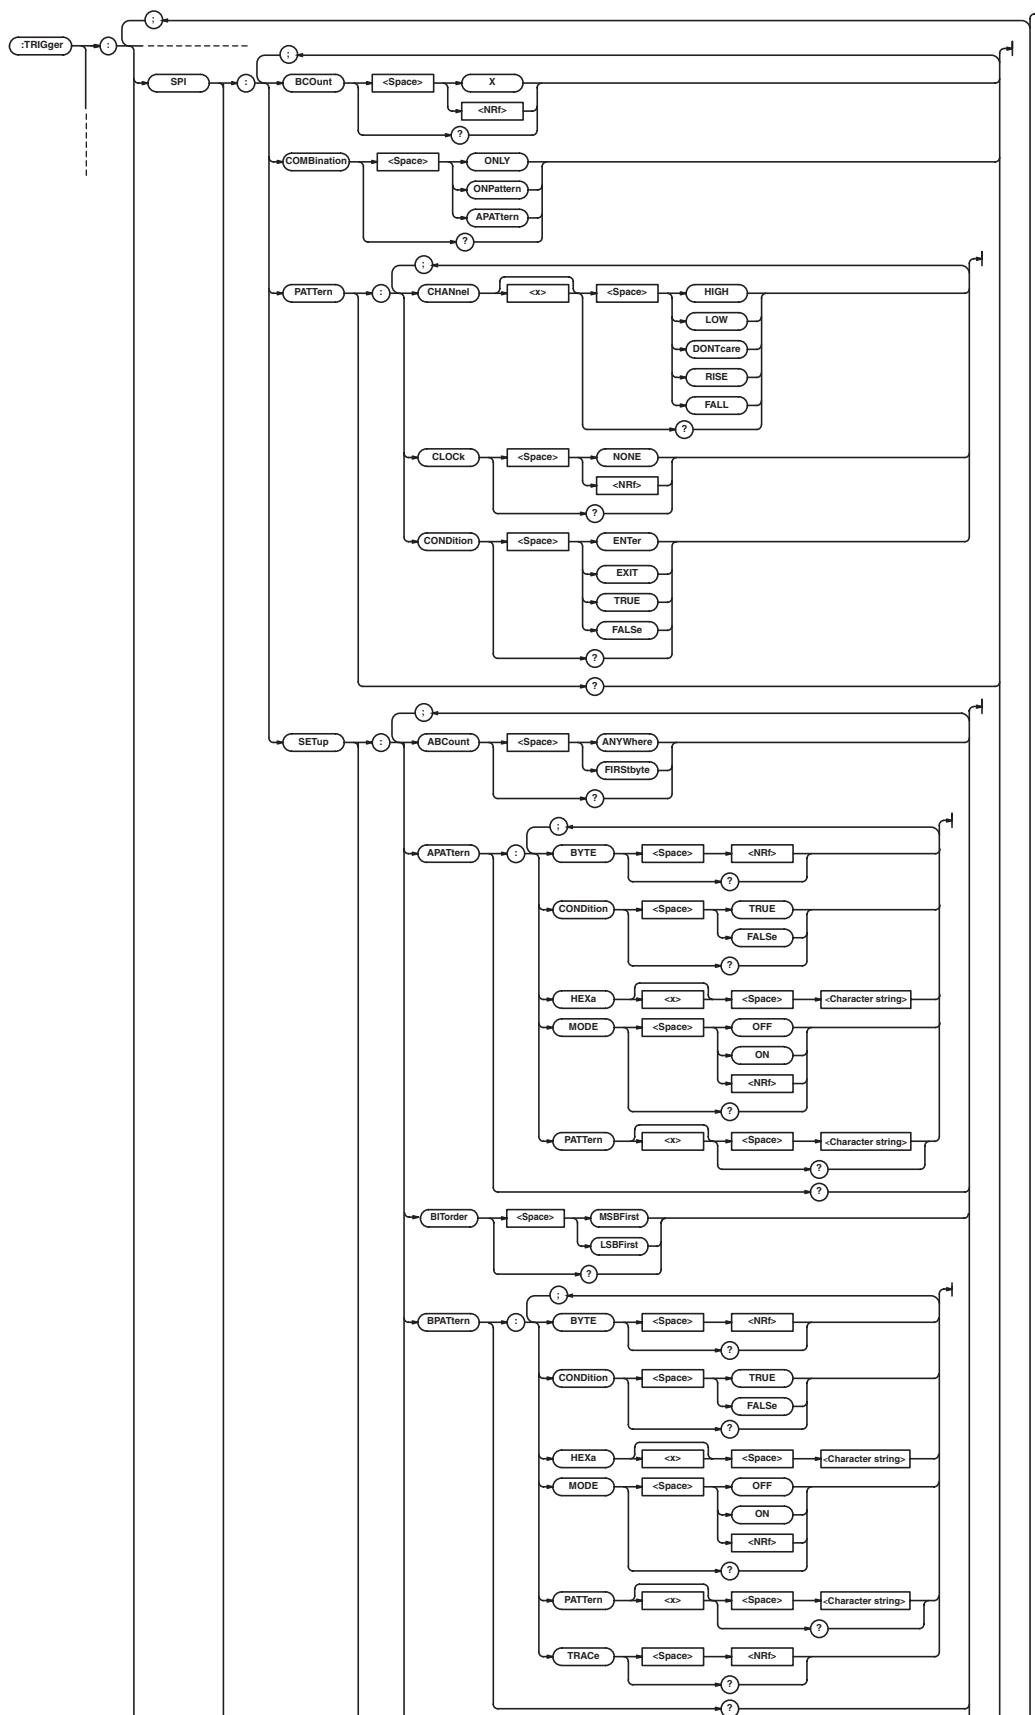 ;
:TRIGger :
;
SPI : BCOunt <Space> X
<NRf>
?
COMBination <Space> ONLY
ONPattern
APATtern
?
;
PATTern : CHANnel <x> <Space> HIGH
LOW
DONTcare
RISE
FALL
?
CLOCk <Space> NONE
<NRf>
?
CONDition <Space> ENTer
EXIT
TRUE
FALSe
?
?
;
SETup : ABCount <Space> ANYWhere
FIRStbyte
?
;
APATtern : BYTE <Space> <NRf>
?
CONDition <Space> TRUE
FALSe
?
HEXa <x> <Space> <Character string>
MODE <Space> OFF
ON
<NRf>
?
PATTern <x> <Space> <Character string>
?
?
BITorder <Space> MSBFirst
LSBFirst
?
;
BPATtern : BYTE <Space> <NRf>
?
CONDition <Space> TRUE
FALSe
?
HEXa <x> <Space> <Character string>
MODE <Space> OFF
ON
<NRf>
?
PATTern <x> <Space> <Character string>
?
TRACe <Space> <NRf>
?
?